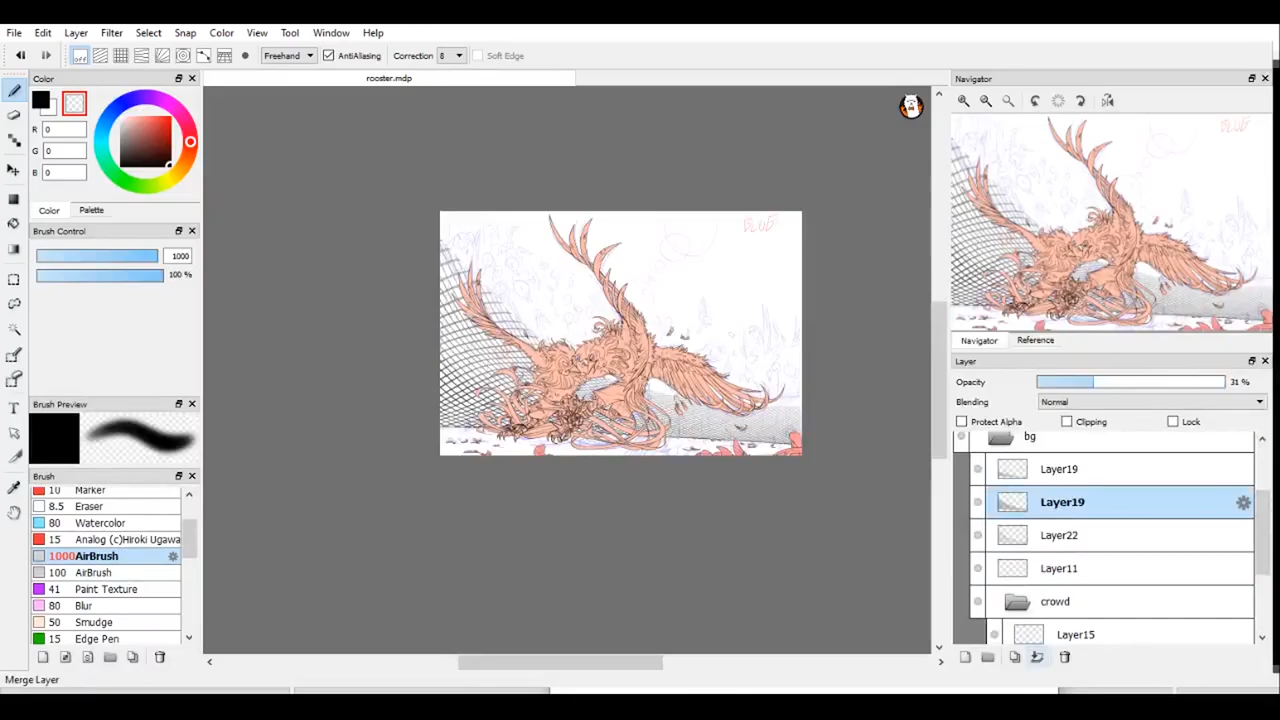 File Edit Layer Filter Select Snap Color View Tool Window Help
off Freehand AntiAliasing Correction 8 Soft Edge
Color
rooster.mdp
Navigator
R 0
G 0
B 0
Color Palette
Brush Control
1000
100 %
Brush Preview
Brush
10 Marker
8.5 Eraser
80 Watercolor
15 Analog (c)Hiroki Ugawa
1000 AirBrush
100 AirBrush
41 Paint Texture
80 Blur
50 Smudge
15 Edge Pen
BLUE
BLUE
Navigator Reference
Layer
Opacity 31 %
Blending Normal
Protect Alpha Clipping Lock
bg
Layer19
Layer19
Layer22
Layer11
crowd
Layer15
Merge Layer